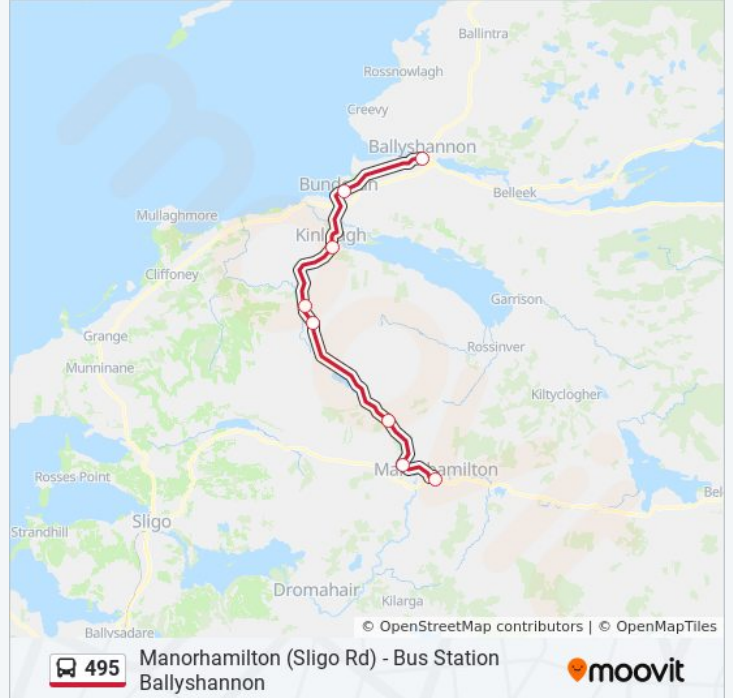 Ballintra
Rossnowlagh
Creevy
Ballyshannon
Bundoran
Belleek
Mullaghmore
Kinlough
Cliffoney
Garrison
Grange
Rossinver
Munninane
Kiltyclogher
Manorhamilton
Rosses Point
Bel
Sligo
Strandhill
Dromahair
Kilarga
Ballysadare
© OpenStreetMap contributors | © OpenMapTiles
495
Manorhamilton (Sligo Rd) - Bus Station
Ballyshannon
moovit